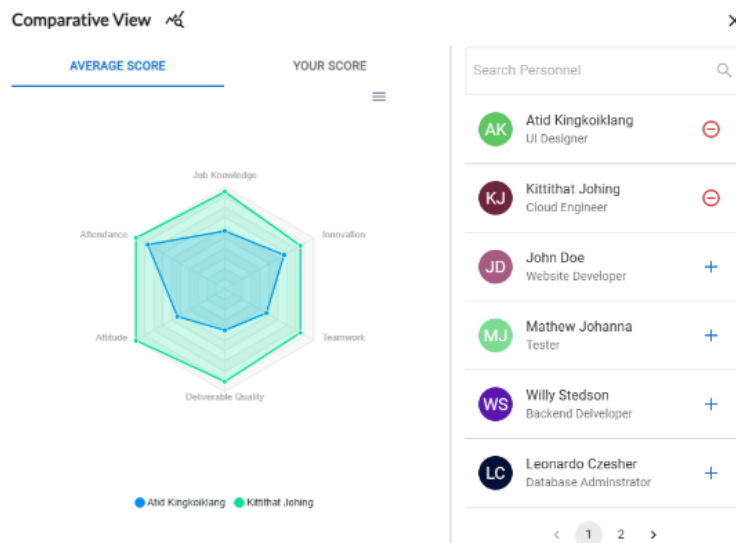 Comparative View
AVERAGE SCORE
YOUR SCORE
Job Knowledge
Attendance
Innovation
Attitude
Teamwork
Deliverable Quality
Atid Kingkoiklang
Kittithat Johing
Search Personnel
AK
Atid Kingkoiklang
UI Designer
KJ
Kittithat Johing
Cloud Engineer
JD
John Doe
Website Developer
MJ
Mathew Johanna
Tester
WS
Willy Stedson
Backend Delveloper
LC
Leonardo Czesher
Database Adminstrator
1 2